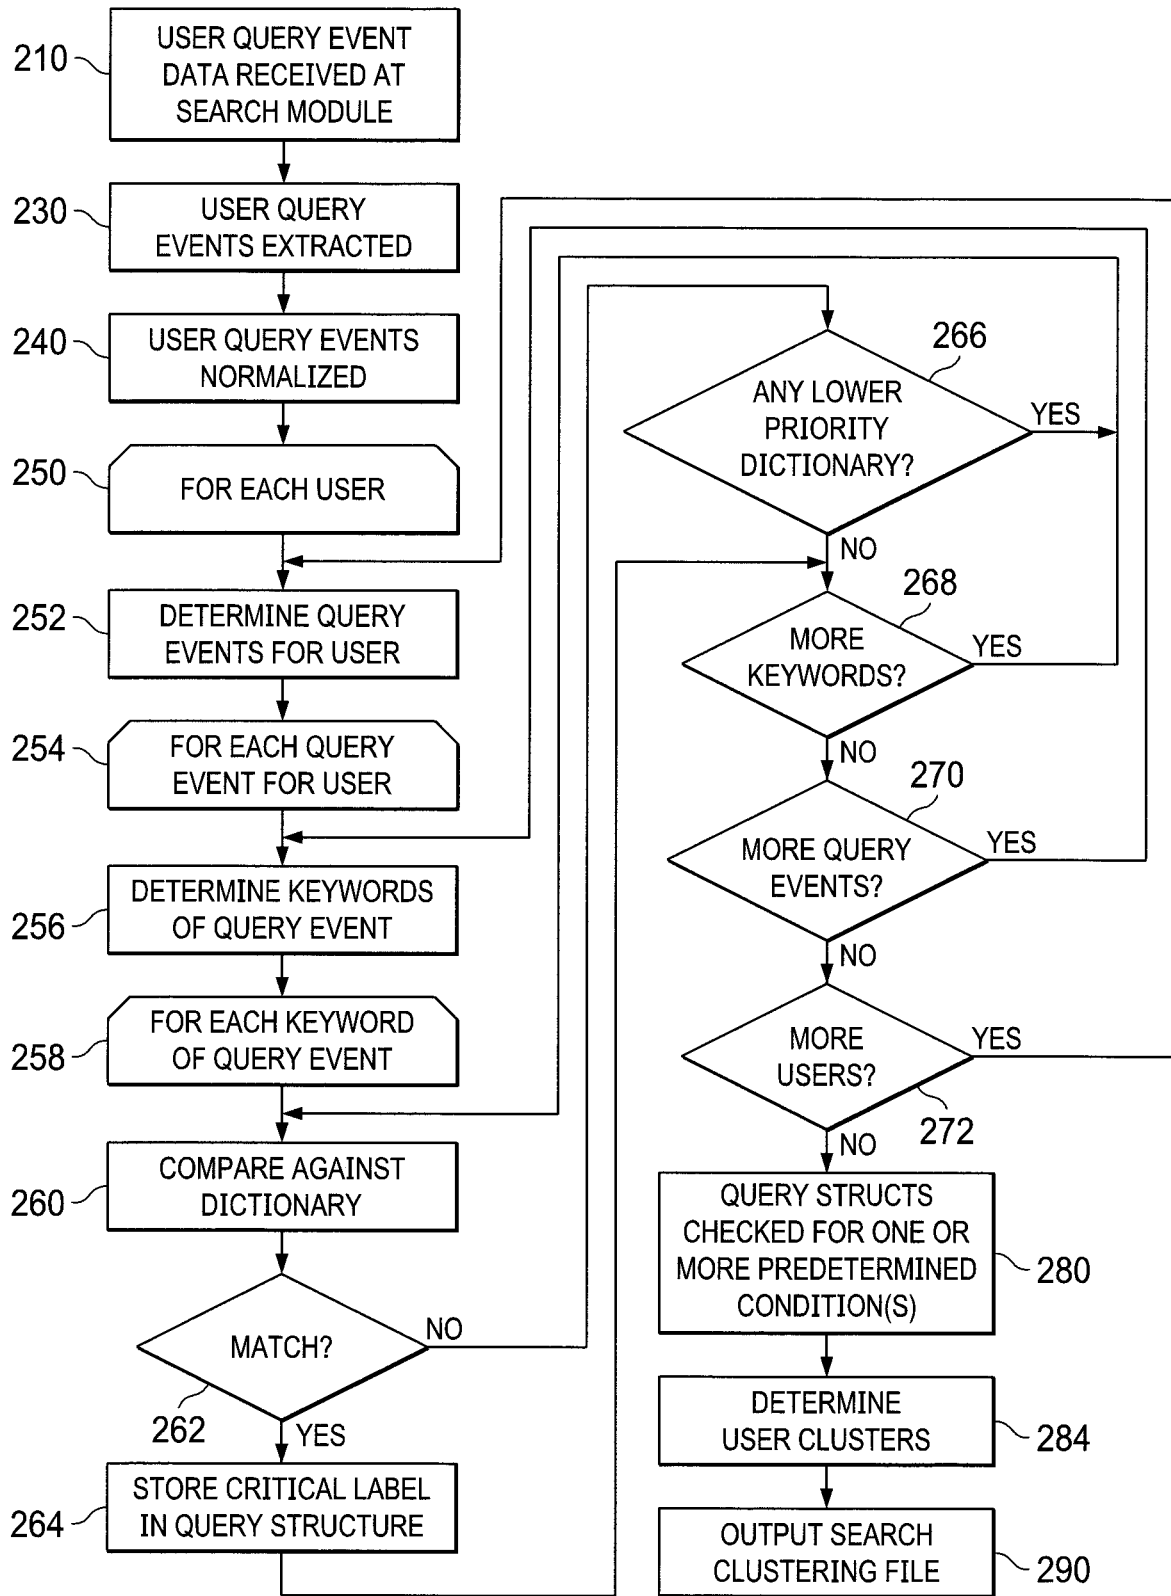 210
USER QUERY EVENT
DATA RECEIVED AT
SEARCH MODULE
230
USER QUERY
EVENTS EXTRACTED
240
USER QUERY EVENTS
NORMALIZED
250
FOR EACH USER
252
DETERMINE QUERY
EVENTS FOR USER
254
FOR EACH QUERY
EVENT FOR USER
256
DETERMINE KEYWORDS
OF QUERY EVENT
258
FOR EACH KEYWORD
OF QUERY EVENT
260
COMPARE AGAINST
DICTIONARY
MATCH?
NO
262
YES
264
STORE CRITICAL LABEL
IN QUERY STRUCTURE
266
ANY LOWER
PRIORITY
DICTIONARY?
YES
NO
268
MORE
KEYWORDS?
YES
NO
270
MORE QUERY
EVENTS?
YES
NO
MORE
USERS?
YES
272
NO
QUERY STRUCTS
CHECKED FOR ONE OR
MORE PREDETERMINED
CONDITION(S)
280
DETERMINE
USER CLUSTERS
284
OUTPUT SEARCH
CLUSTERING FILE
290